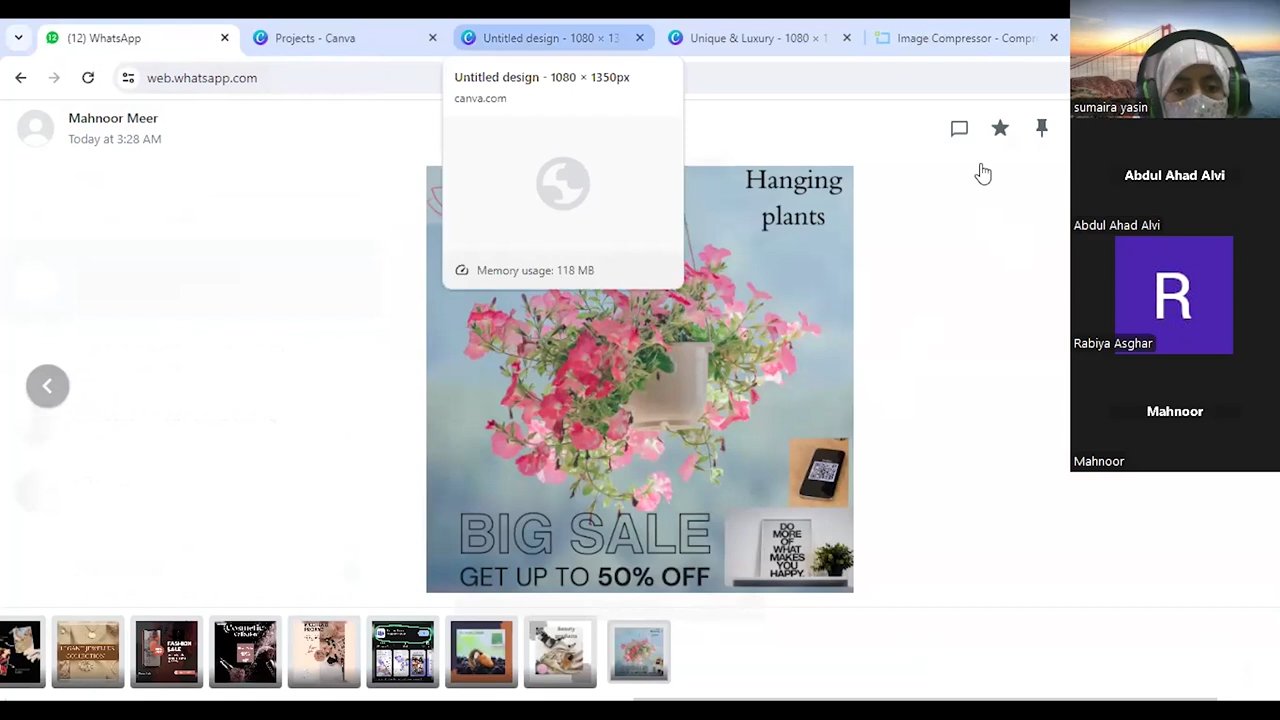 (12) WhatsApp
Projects - Canva
Untitled design - 1080 × 13
Unique & Luxury - 1080 × 1
Image Compressor - Compr
web.whatsapp.com
Untitled design - 1080 × 1350px
canva.com
Memory usage: 118 MB
Mahnoor Meer
Today at 3:28 AM
Hanging
plants
BIG SALE
GET UP TO 50% OFF
DO
MORE
OF
WHAT
MAKES
YOU
HAPPY.
sumaira yasin
Abdul Ahad Alvi
Abdul Ahad Alvi
R
Rabiya Asghar
Mahnoor
Mahnoor
FASHION
SALE